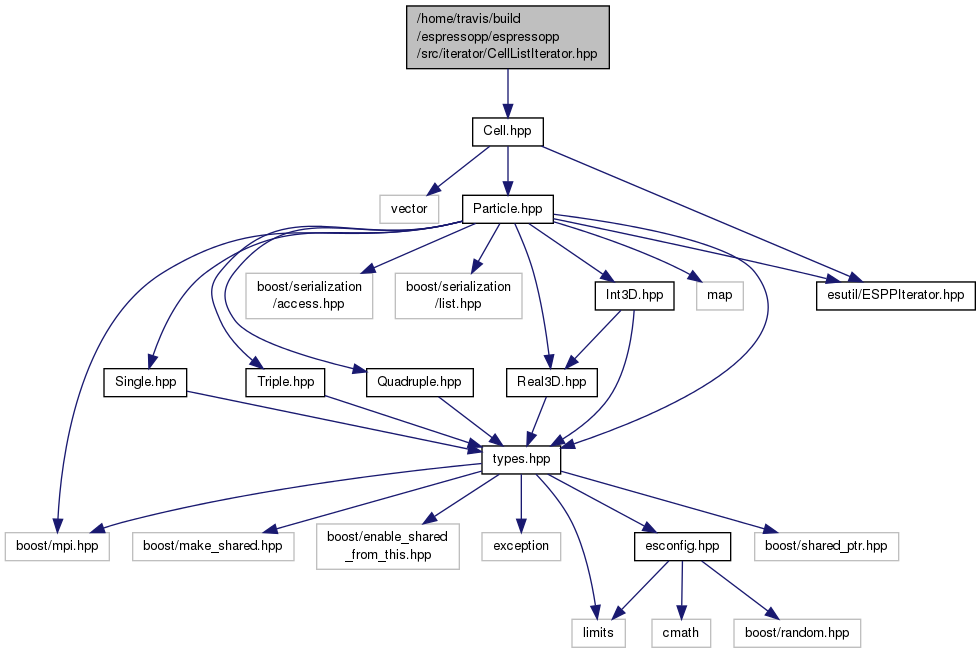 /home/travis/build
/espressopp/espressopp
/src/iterator/CellListIterator.hpp
Cell.hpp
vector
Particle.hpp
boost/serialization
/access.hpp
boost/serialization
/list.hpp
Int3D.hpp
map
esutil/ESPPIterator.hpp
Single.hpp
Triple.hpp
Quadruple.hpp
Real3D.hpp
types.hpp
boost/mpi.hpp
boost/make_shared.hpp
boost/enable_shared
_from_this.hpp
exception
esconfig.hpp
boost/shared_ptr.hpp
limits
cmath
boost/random.hpp